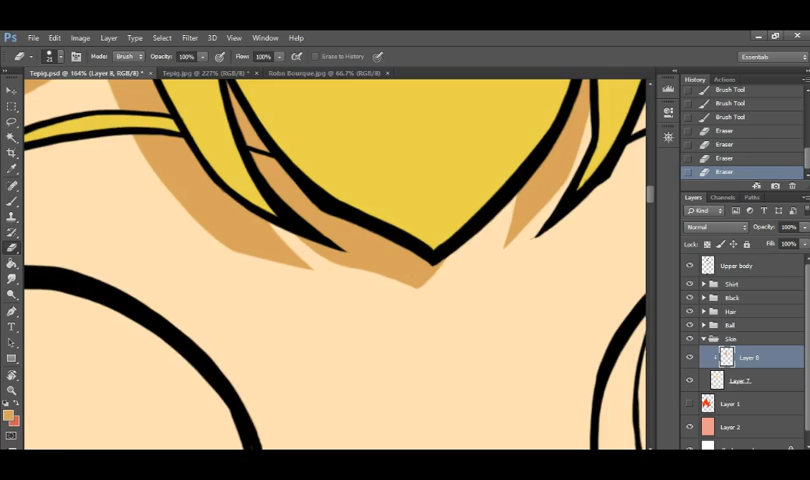 Ps File Edit Image Layer Type Select Filter 3D View Window Help
21 Mode: Brush Opacity: 100% Flow: 100% Erase to History Essentials
Tepig.psd @ 164% (Layer 8, RGB/8) * × Tepig.jpg @ 227% (RGB/8) * × Robn Bourque.jpg @ 66.7% (RGB/8) * ×
History Actions
Brush Tool
Brush Tool
Brush Tool
Eraser
Eraser
Eraser
Eraser
Layers Channels Paths
Kind
Normal Opacity: 100%
Lock: Fill: 100%
Upper body
Shirt
Black
Hair
Ball
Skin
Layer 8
Layer 7
Layer 1
Layer 2